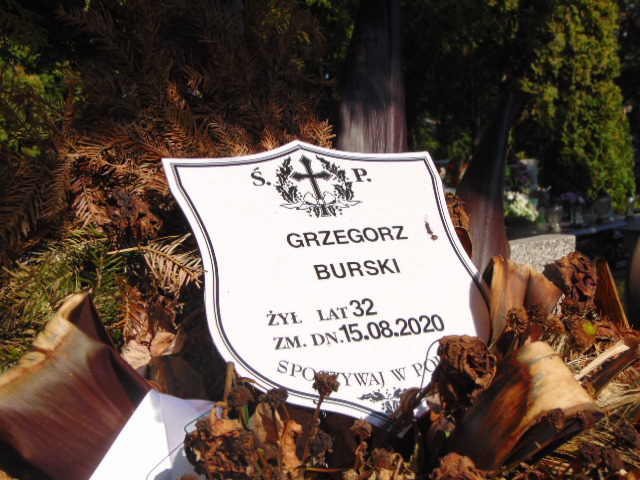 Ś. P.
GRZEGORZ
BURSKI
ŻYŁ LAT 32
ZM. DN. 15.08.2020
SPOCZYWAJ W